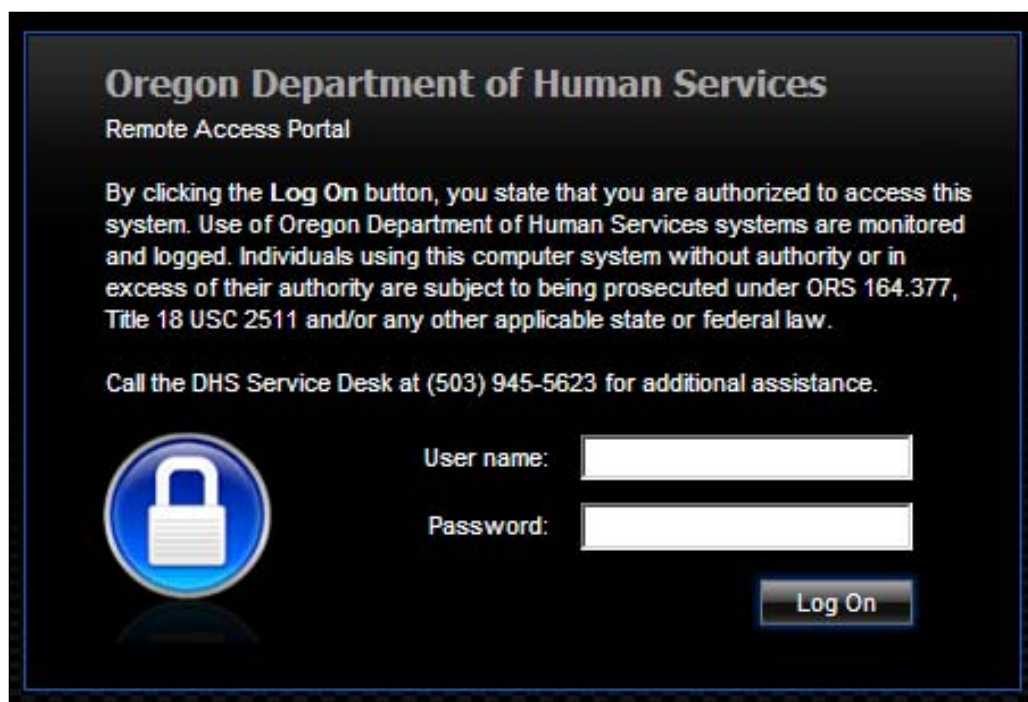 Oregon Department of Human Services
Remote Access Portal
By clicking the Log On button, you state that you are authorized to access this
system. Use of Oregon Department of Human Services systems are monitored
and logged. Individuals using this computer system without authority or in
excess of their authority are subject to being prosecuted under ORS 164.377,
Title 18 USC 2511 and/or any other applicable state or federal law.
Call the DHS Service Desk at (503) 945-5623 for additional assistance.
User name:
Password:
Log On